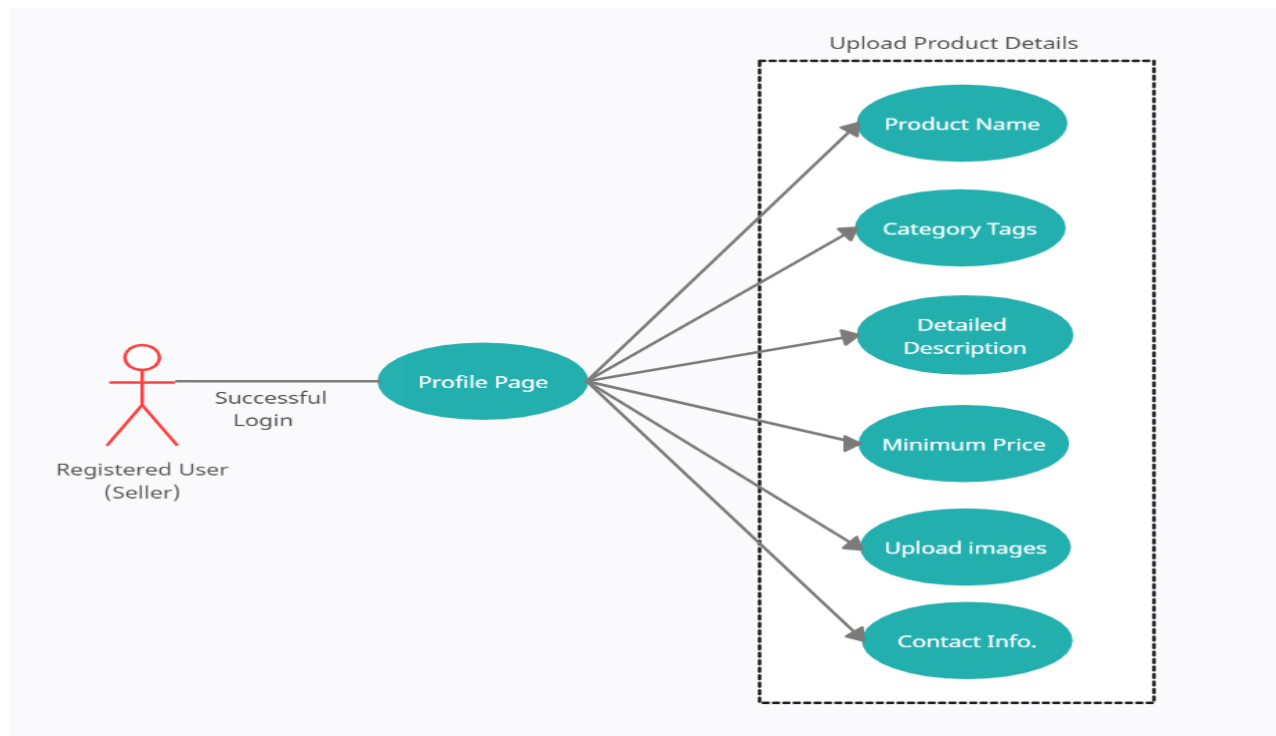 Upload Product Details
Product Name
Category Tags
Detailed
Description
Profile Page
Successful
Login
Registered User
(Seller)
Minimum Price
Upload images
Contact Info.